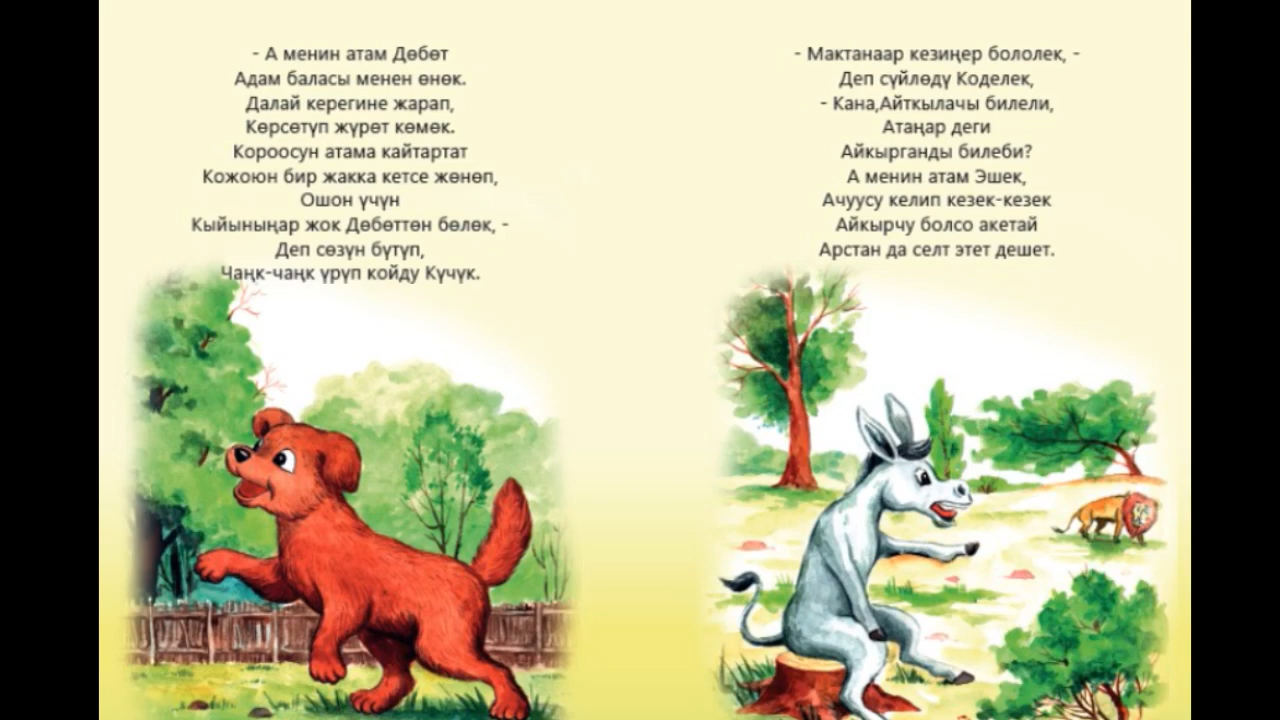 - А менин атам Дөбөт
Адам баласы менен өнөк.
Далай керегине жарап,
Көрсөтүп жүрөт көмөк.
Короосун атама кайтартат
Кожоюн бир жакка кетсе жөнөп,
Ошон үчүн
Кыйыныңар жок Дөбөттөн бөлөк, -
Деп сөзүн бүтүп,
Чаңк-чаңк үрүп койду Күчүк.
- Мактанаар кезиңер бололек, -
Деп сүйлөдү Коделек,
- Кана,Айткылачы билели,
Атаңар деги
Айкырганды билеби?
А менин атам Эшек,
Ачуусу келип кезек-кезек
Айкырчу болсо акетай
Арстан да селт этет дешет.